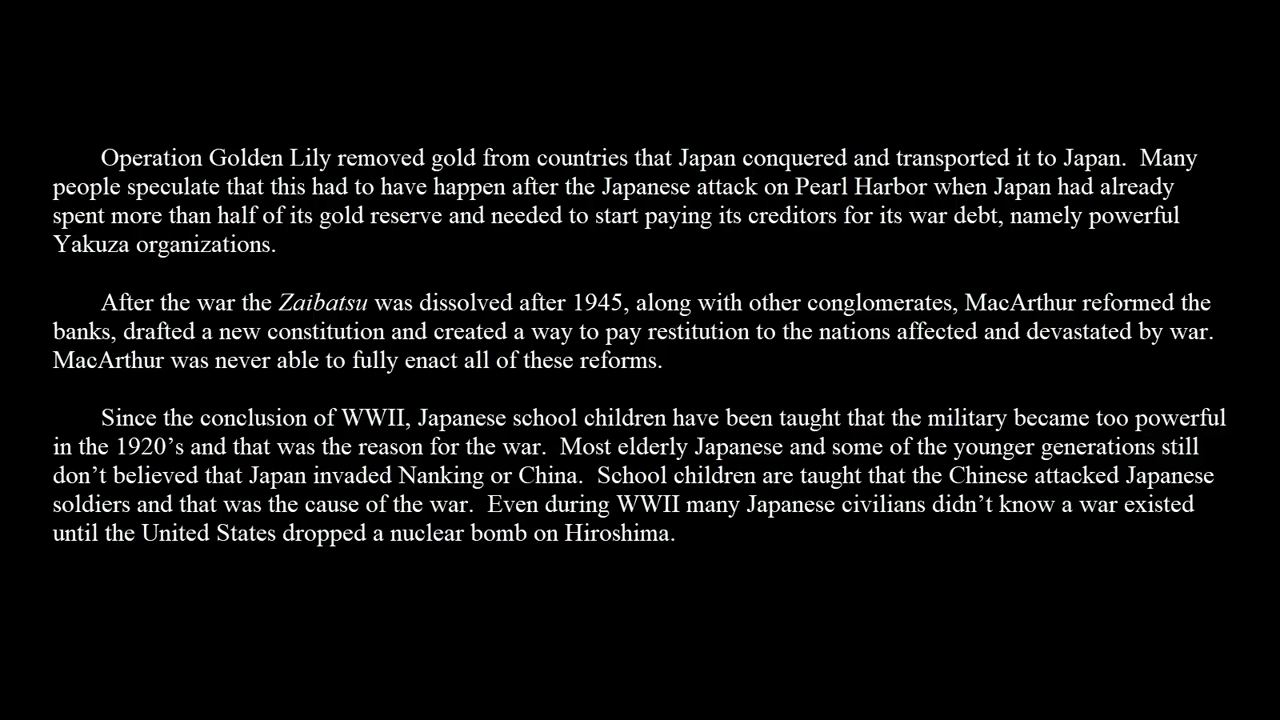 Operation Golden Lily removed gold from countries that Japan conquered and transported it to Japan.  Many
people speculate that this had to have happen after the Japanese attack on Pearl Harbor when Japan had already
spent more than half of its gold reserve and needed to start paying its creditors for its war debt, namely powerful
Yakuza organizations.
After the war the Zaibatsu was dissolved after 1945, along with other conglomerates, MacArthur reformed the
banks, drafted a new constitution and created a way to pay restitution to the nations affected and devastated by war.
MacArthur was never able to fully enact all of these reforms.
Since the conclusion of WWII, Japanese school children have been taught that the military became too powerful
in the 1920’s and that was the reason for the war.  Most elderly Japanese and some of the younger generations still
don’t believed that Japan invaded Nanking or China.  School children are taught that the Chinese attacked Japanese
soldiers and that was the cause of the war.  Even during WWII many Japanese civilians didn’t know a war existed
until the United States dropped a nuclear bomb on Hiroshima.